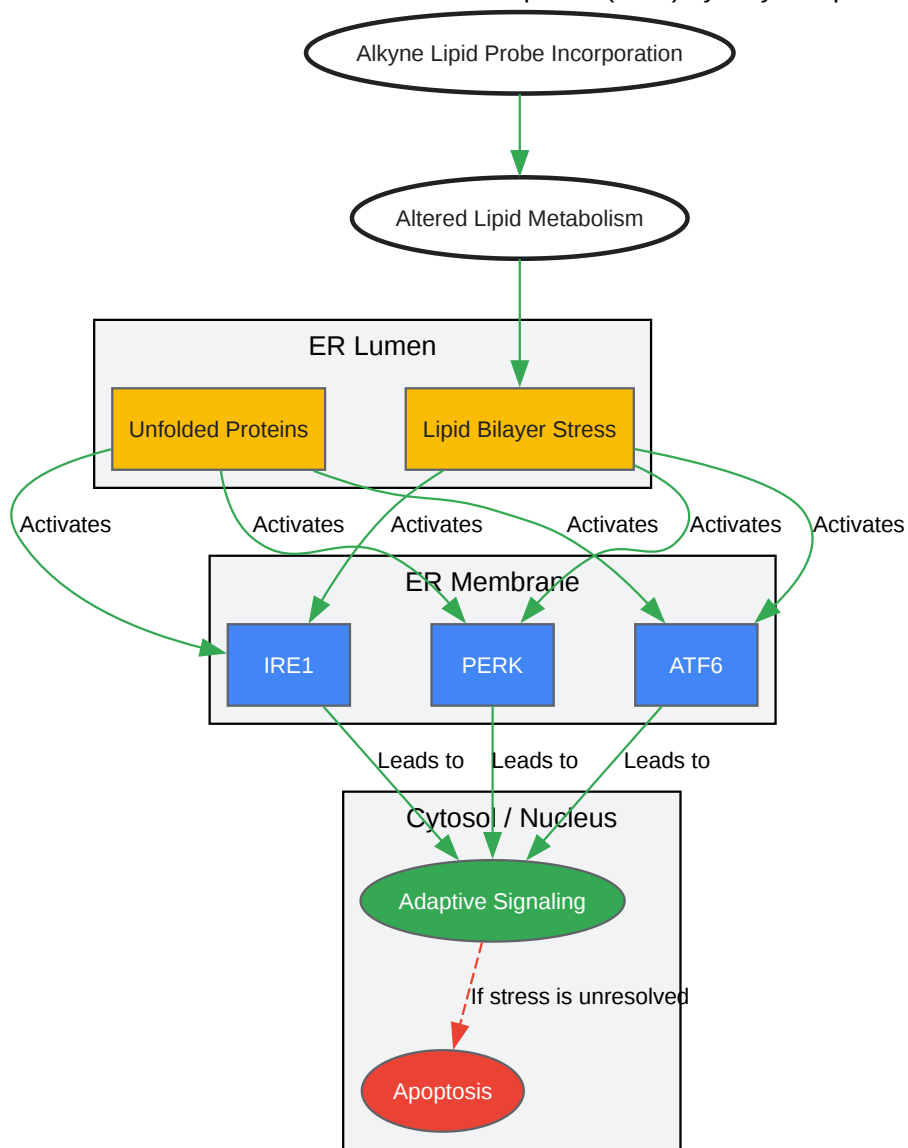 Alkyne Lipid Probe Incorporation
Altered Lipid Metabolism
ER Lumen
Unfolded Proteins
Lipid Bilayer Stress
Activates
Activates
Activates
Activates
Activates
Activates
ER Membrane
IRE1
PERK
ATF6
Leads to
Leads to
Leads to
Cytosol / Nucleus
Adaptive Signaling
If stress is unresolved
Apoptosis